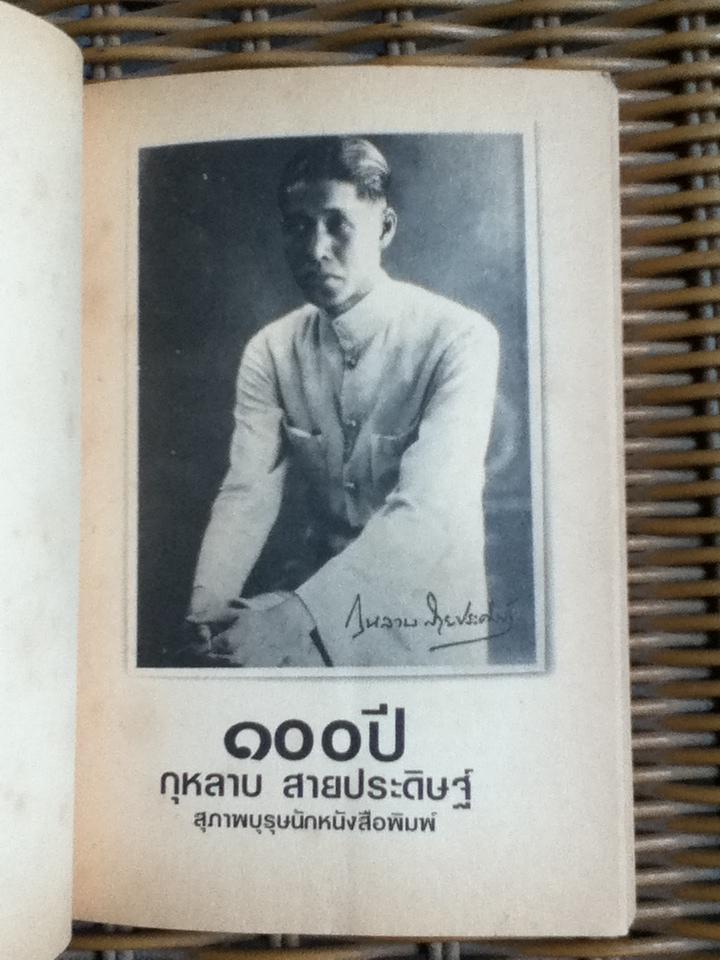 กุหลาบ สายประดิษฐ์
๑๐๐ปี
กุหลาบ สายประดิษฐ์
สุภาพบุรุษนักหนังสือพิมพ์